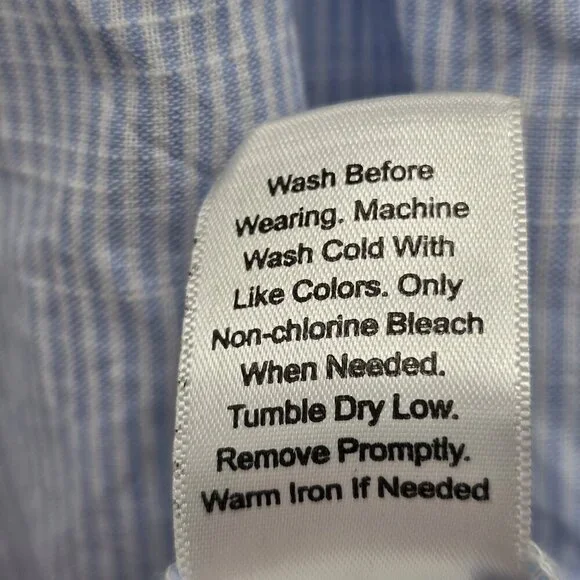 Wash Before
Wearing. Machine
Wash Cold With
Like Colors. Only
Non-chlorine Bleach
When Needed.
Tumble Dry Low.
Remove Promptly.
Warm Iron If Needed